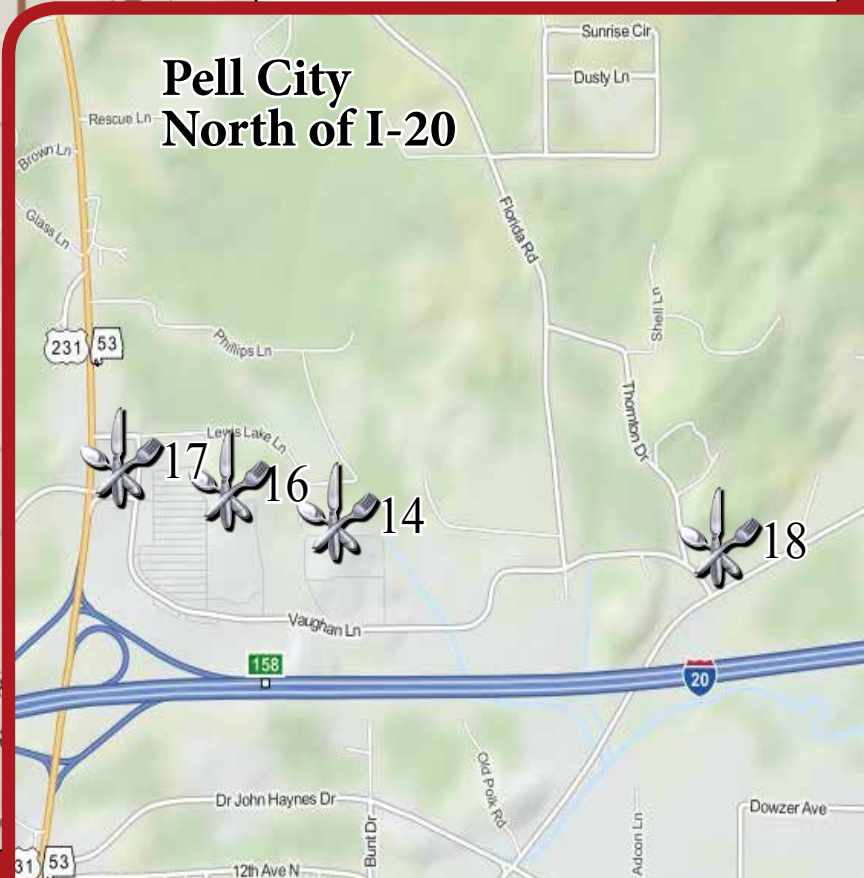 Sunrise Cir
Pell City
North of I-20
Dusty Ln
Rescue Ln
Brown Ln
Glass Ln
Florida Rd
Shell Ln
231
53
Phillips Ln
Thornton Dr
Lewis Lake Ln
17
16
14
18
Vaughan Ln
158
20
Old Polk Rd
Dr John Haynes Dr
Bunt Dr
Adcon Ln
Dowzer Ave
31
53
12th Ave N